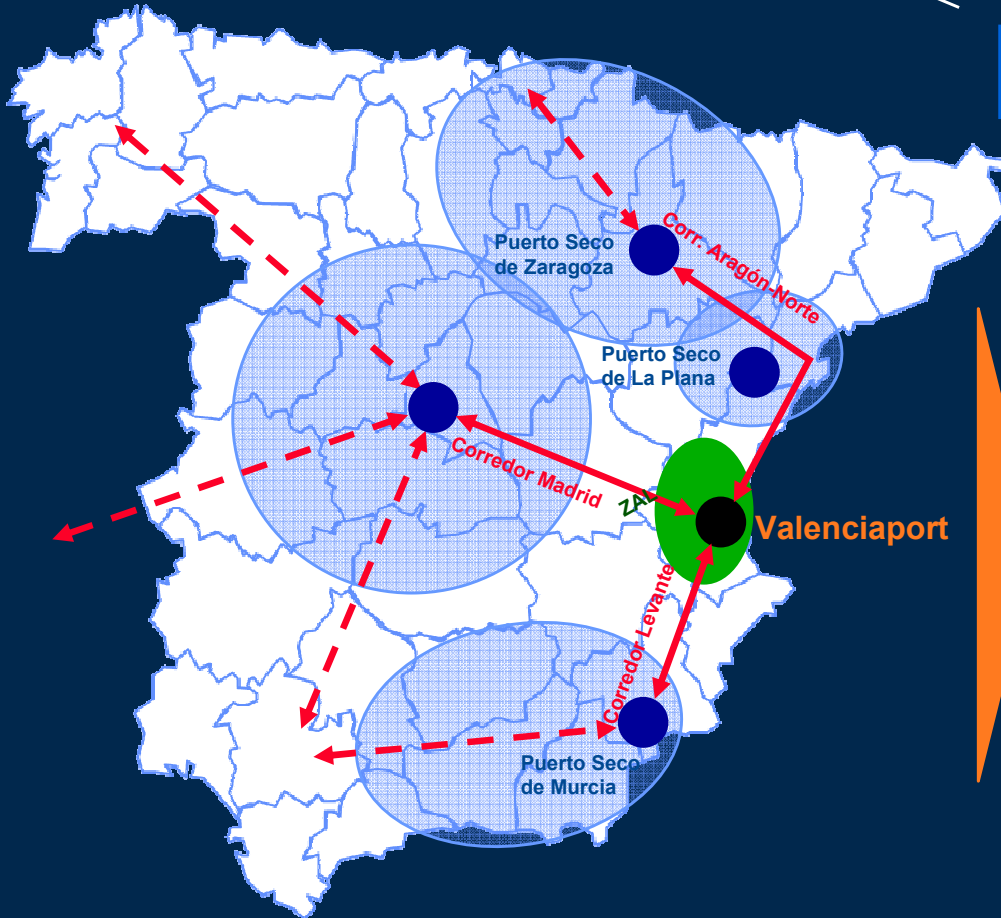 Corr. Aragón-Norte
Puerto Seco
de Zaragoza
Puerto Seco
de La Plana
Corredor Madrid
ZAL
Valenciaport
Corredor Levante
Puerto Seco
de Murcia